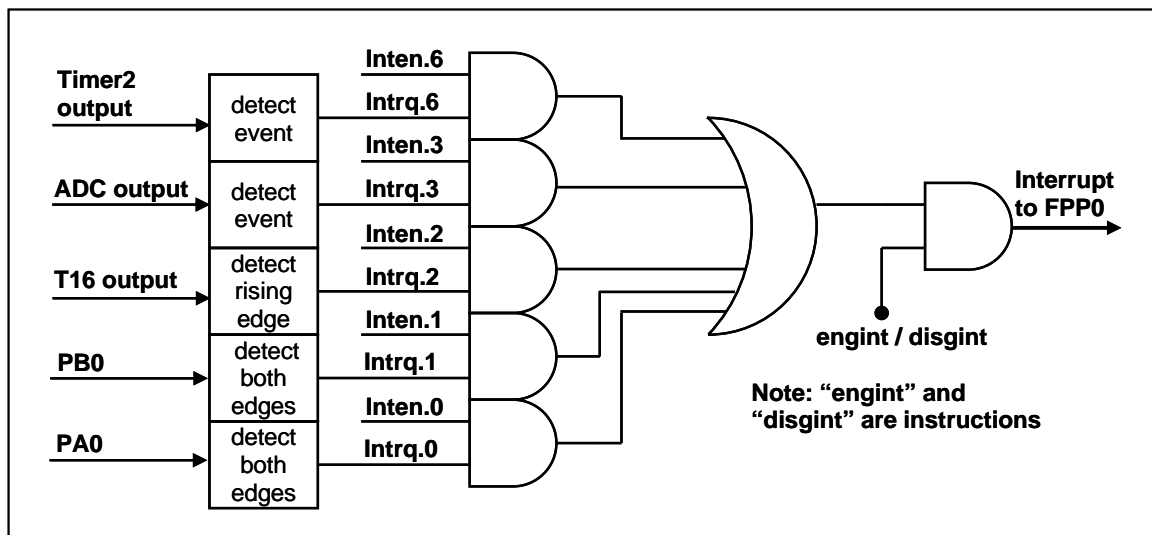 Timer2
output
detect
event
Inten.6
Intrq.6
ADC output
detect
event
Inten.3
Intrq.3
T16 output
detect
rising
edge
Inten.2
Intrq.2
PB0
detect
both
edges
Inten.1
Intrq.1
PA0
detect
both
edges
Inten.0
Intrq.0
Interrupt
to FPP0
engint / disgint
Note: “engint” and
“disgint” are instructions